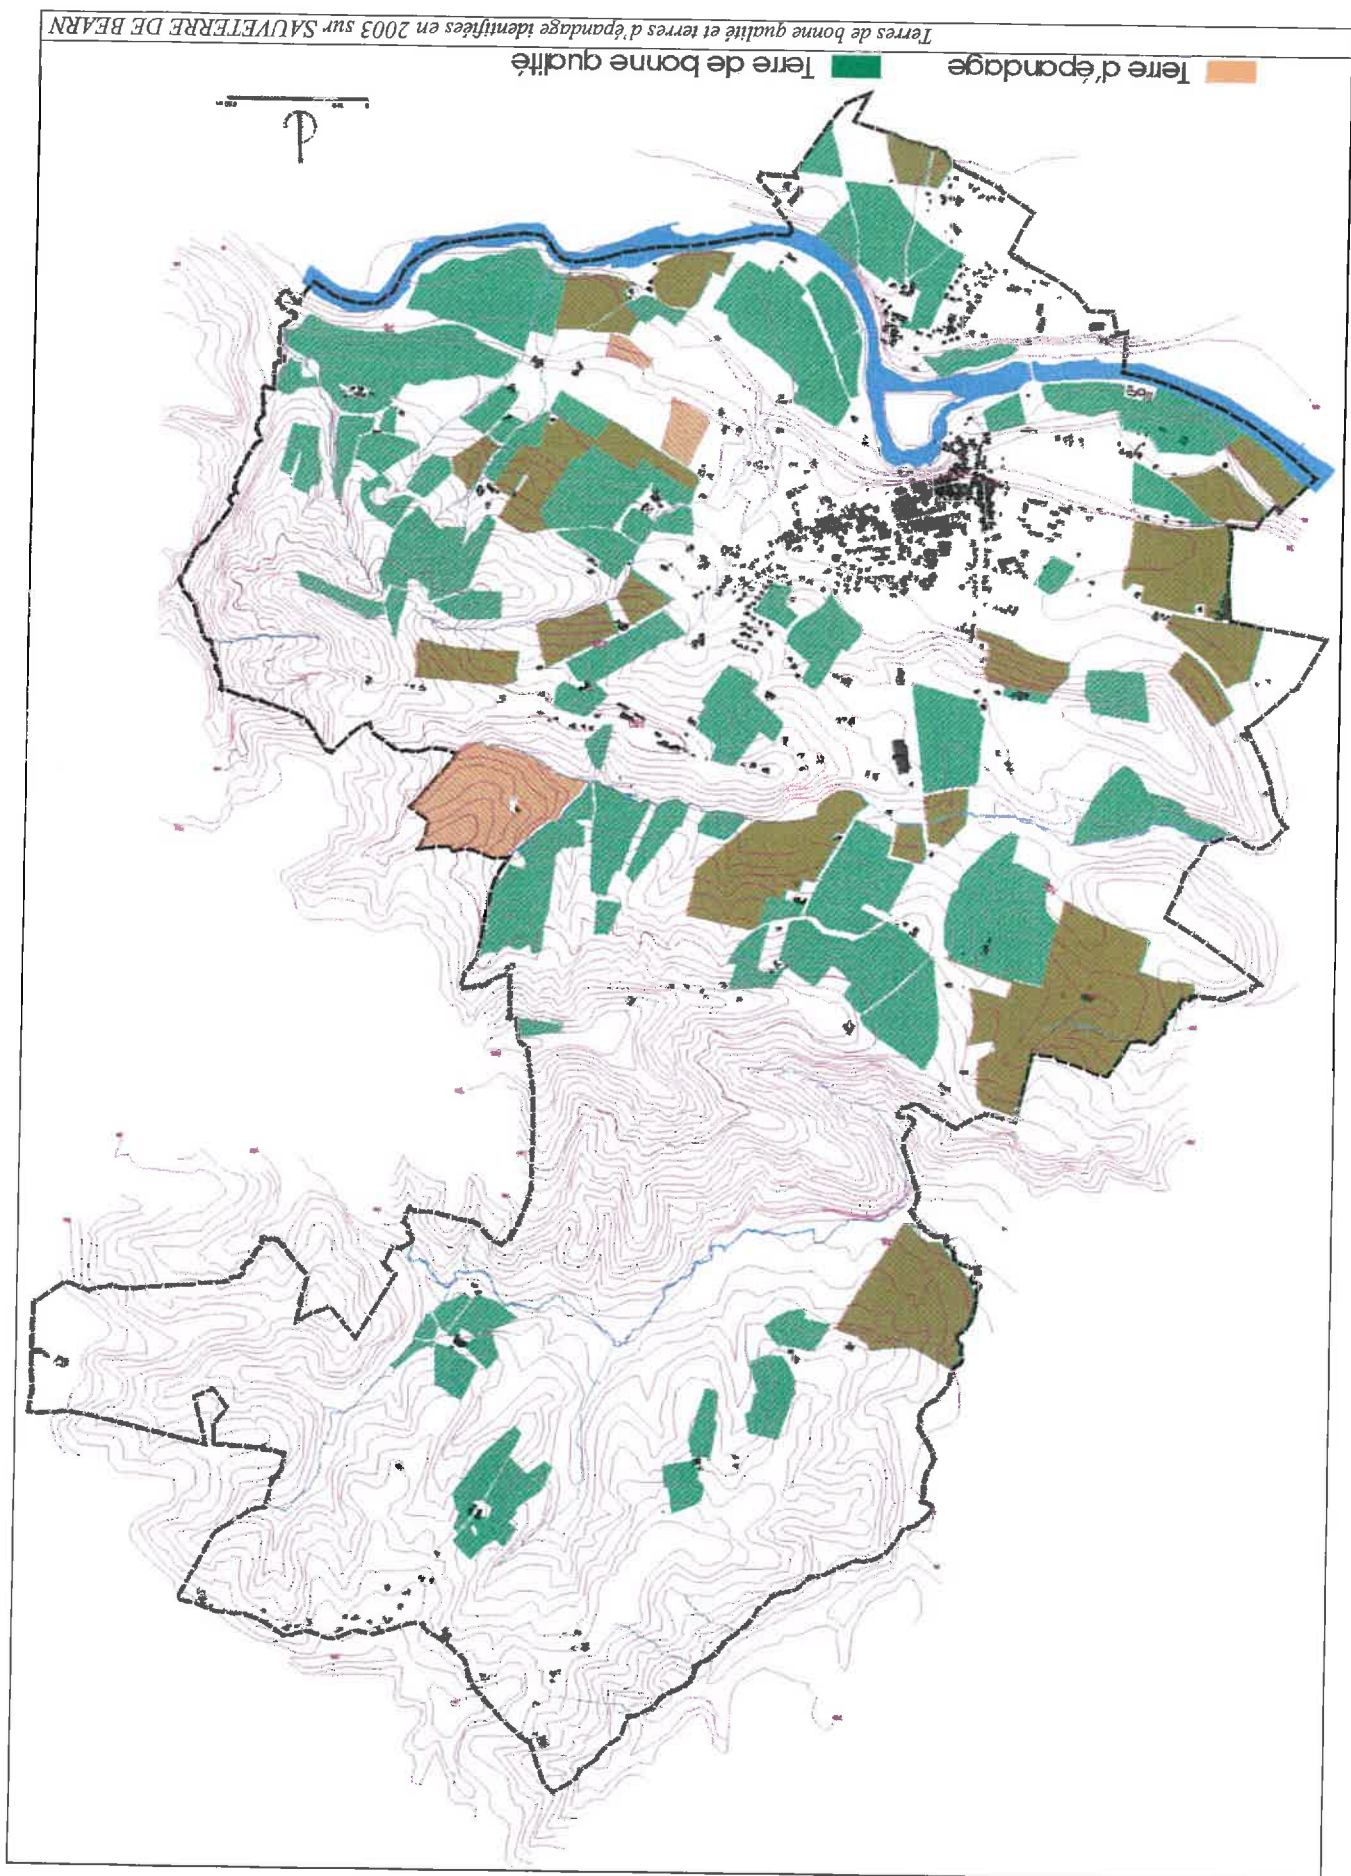 Terre d'épandage
Terre de bonne qualité
Terres de bonne qualité et terres d'épandage identifiées en 2003 sur SAUVETERRE DE BEARN